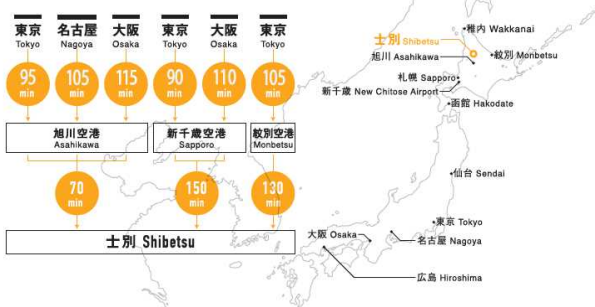 東京 名古屋 大阪 東京 大阪 東京
Tokyo Nagoya Osaka Tokyo Osaka Tokyo
95 105 115 90 110 105
min min min min min min
旭川空港 新千歳空港 紋別空港
Asahikawa Sapporo Monbetsu
70 150 130
min min min
士別 Shibetsu
稚内 Wakkanai
士別 Shibetsu
紋別 Monbetsu
旭川 Asahikawa
札幌 Sapporo
新千歳 New Chitose Airport
函館 Hakodate
仙台 Sendai
東京 Tokyo
大阪 Osaka
名古屋 Nagoya
広島 Hiroshima